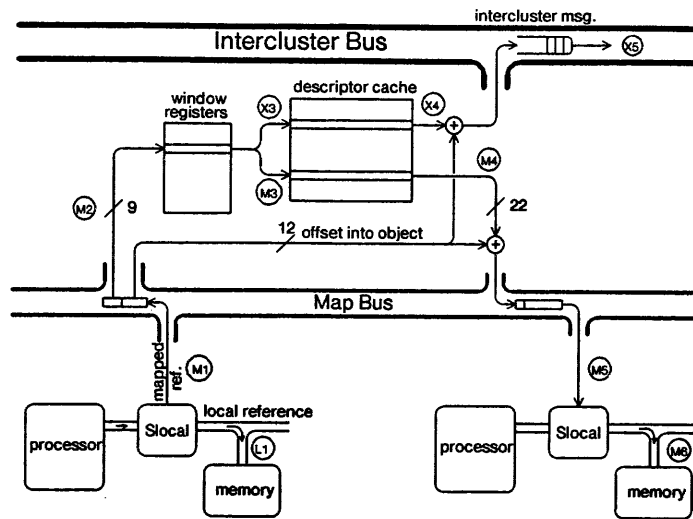 intercluster msg.
Intercluster Bus
X5
descriptor cache
window
registers
X3
X4
M4
M3
M2
9
22
12
offset into object
Map Bus
mapped
ref.
M1
M5
local reference
processor
Slocal
L1
memory
processor
Slocal
M6
memory